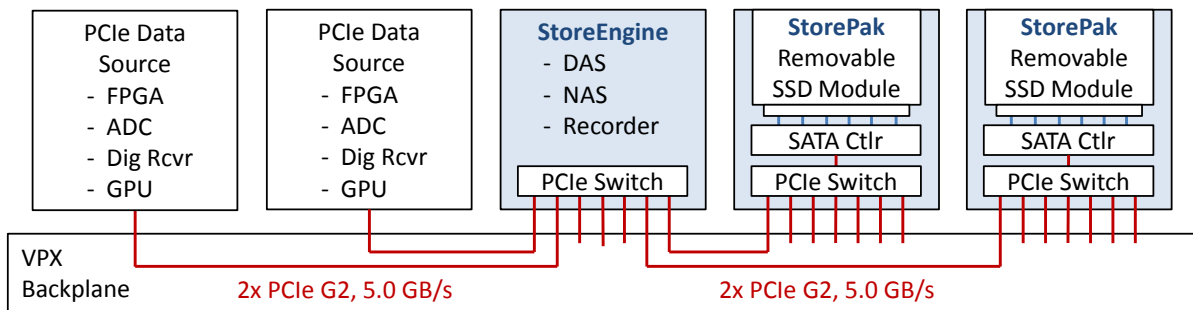 PCIe Data
Source
- FPGA
- ADC
- Dig Rcvr
- GPU
PCIe Data
Source
- FPGA
- ADC
- Dig Rcvr
- GPU
StoreEngine
- DAS
- NAS
- Recorder
PCIe Switch
StorePak
Removable
SSD Module
SATA Ctlr
PCIe Switch
StorePak
Removable
SSD Module
SATA Ctlr
PCIe Switch
VPX
Backplane
2x PCIe G2, 5.0 GB/s
2x PCIe G2, 5.0 GB/s